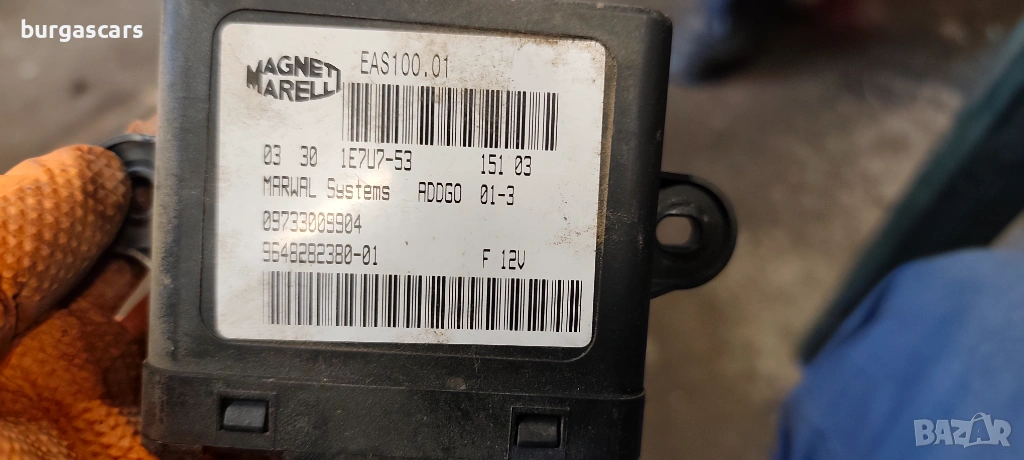 burgascars
MAGNETI
MARELLI
EAS100.01
03 30 1E7U7-53 151 03
MARWAL Systems ADDGO 01-3
09733009904
9648282380-01 F 12V
BAZAR